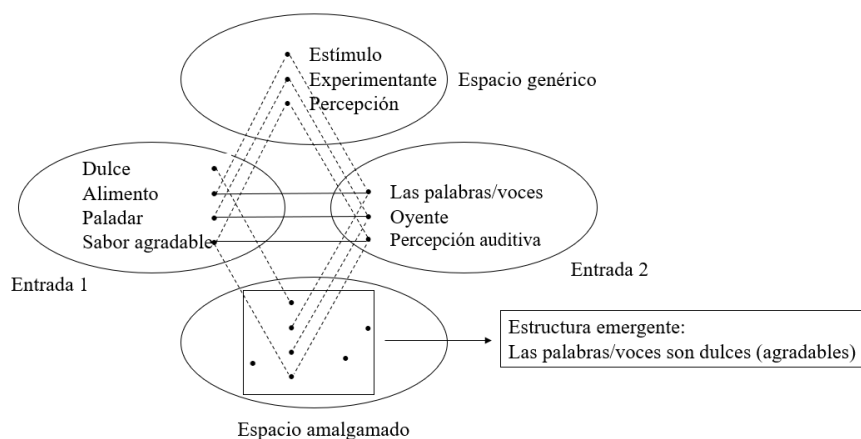 Estímulo
Experimentante
Percepción
Espacio genérico
Dulce
Alimento
Paladar
Sabor agradable
Entrada 1
Las palabras/voces
Oyente
Percepción auditiva
Entrada 2
Estructura emergente:
Las palabras/voces son dulces (agradables)
Espacio amalgamado